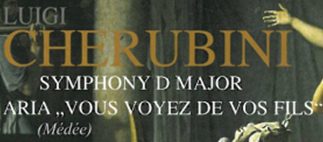 LUIGI
CHERUBINI
SYMPHONY D MAJOR
ARIA „VOUS VOYEZ DE VOS FILS“
(Médée)